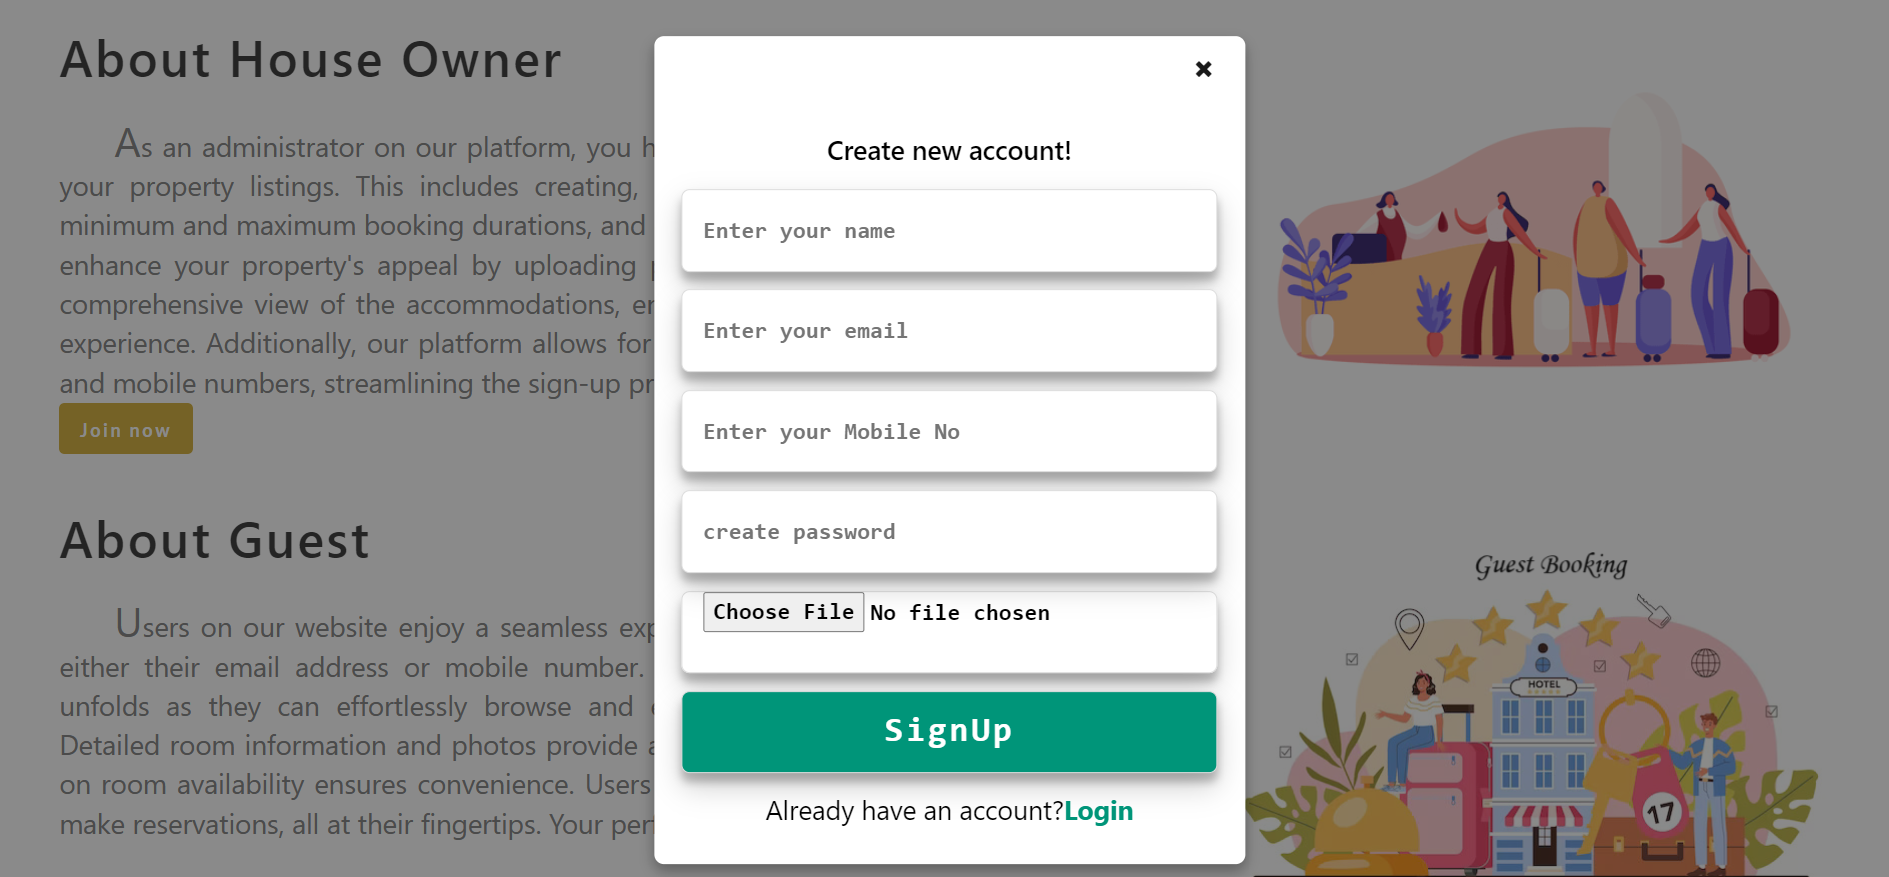 About House Owner
As an administrator on our platform, you h
your property listings. This includes creating,
minimum and maximum booking durations, and
enhance your property's appeal by uploading
comprehensive view of the accommodations, en
experience. Additionally, our platform allows for
and mobile numbers, streamlining the sign-up pr
Join now
About Guest
Users on our website enjoy a seamless exp
either their email address or mobile number.
unfolds as they can effortlessly browse and
Detailed room information and photos provide a
on room availability ensures convenience. Users
make reservations, all at their fingertips. Your per
✖
Create new account!
Enter your name
Enter your email
Enter your Mobile No
create password
Choose File No file chosen
SignUp
Already have an account?Login
Guest Booking
HOTEL
17